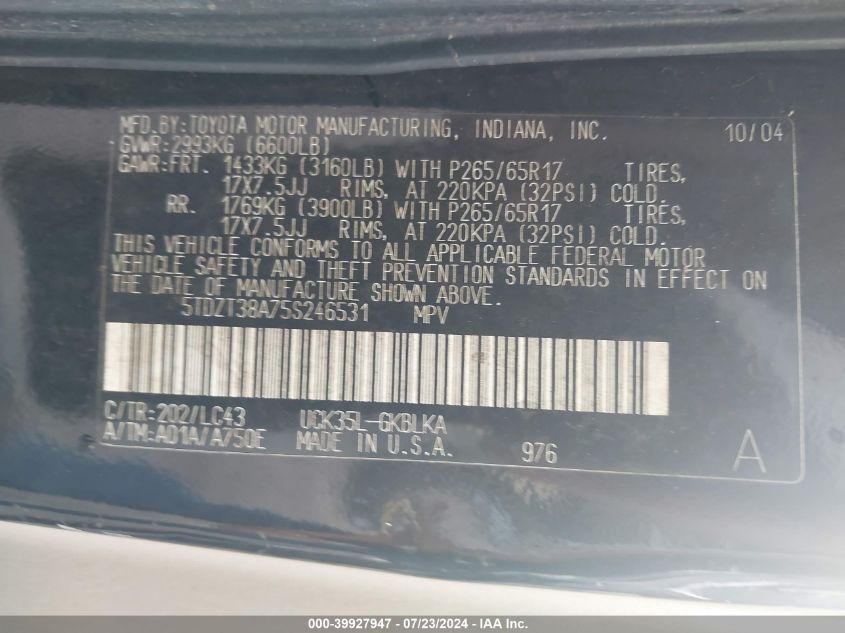 MFD.BY:TOYOTA MOTOR MANUFACTURING, INDIANA, INC. 10/04
GVWR:2993KG (6600LB)
GAWR:FRT. 1433KG (3160LB) WITH P265/65R17 TIRES,
17X7.5JJ RIMS, AT 220KPA (32PSI) COLD.
RR. 1769KG (3900LB) WITH P265/65R17 TIRES,
17X7.5JJ RIMS, AT 220KPA (32PSI) COLD.
THIS VEHICLE CONFORMS TO ALL APPLICABLE FEDERAL MOTOR
VEHICLE SAFETY AND THEFT PREVENTION STANDARDS IN EFFECT ON
THE DATE OF MANUFACTURE SHOWN ABOVE.
5TDZT38A75S246531 MPV
C/TR:202/LC43 UCK35L-GKBLKA
A/TM:A01A/A750E MADE IN U.S.A. 976 A
000-39927947 / 07/23/2024 - IAA Inc.